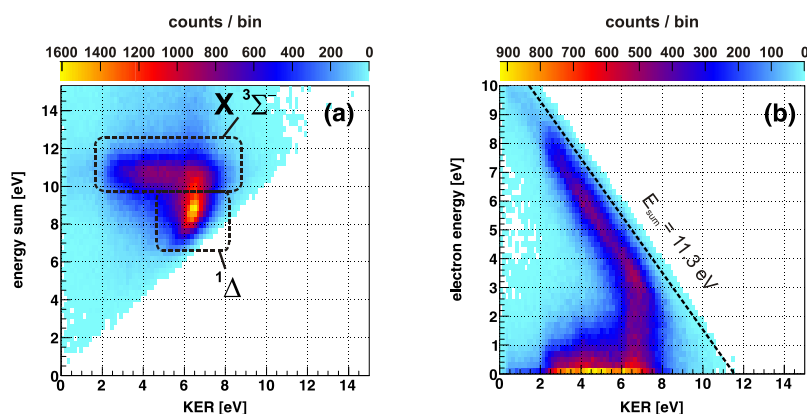 counts / bin
1600 1400 1200 1000 800 600 400 200 0
energy sum [eV]
14
12
10
8
6
4
2
0
X ³Σ⁻
(a)
¹Δ
0 2 4 6 8 10 12 14
KER [eV]
counts / bin
900 800 700 600 500 400 300 200 100 0
electron energy [eV]
10
9
8
7
6
5
4
3
2
1
0
(b)
E_sum = 11.3 eV
0 2 4 6 8 10 12 14
KER [eV]